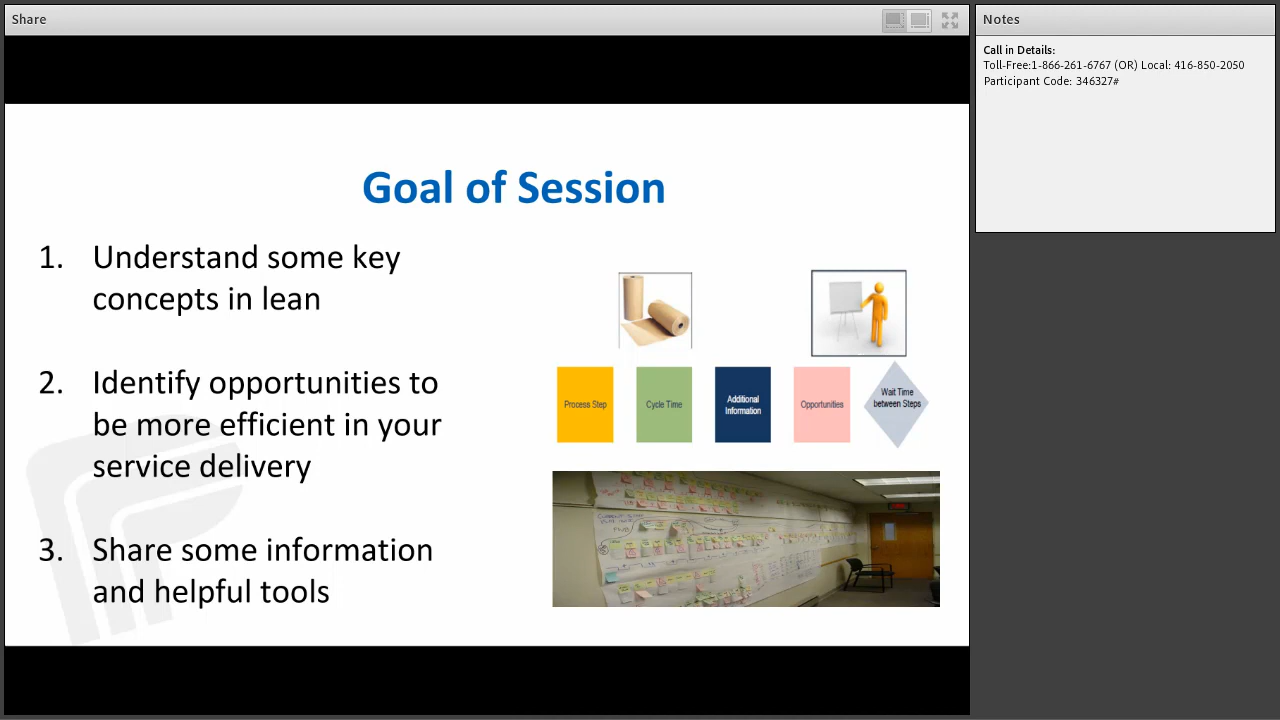 Share
Notes
Call in Details:
Toll-Free:1-866-261-6767 (OR) Local: 416-850-2050
Participant Code: 346327#
Goal of Session
1. Understand some key
concepts in lean
2. Identify opportunities to
be more efficient in your
service delivery
3. Share some information
and helpful tools
Process Step
Cycle Time
Additional
Information
Opportunities
Wait Time
between Steps